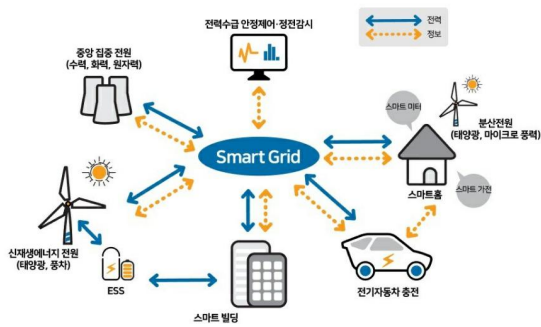 전력수급 안정제어·정전감시
전력
정보
중앙 집중 전원
(수력, 화력, 원자력)
스마트 미터
분산전원
(태양광, 마이크로 풍력)
Smart Grid
스마트홈
스마트 가전
신재생에너지 전원
(태양광, 풍차)
ESS
스마트 빌딩
전기자동차 충전